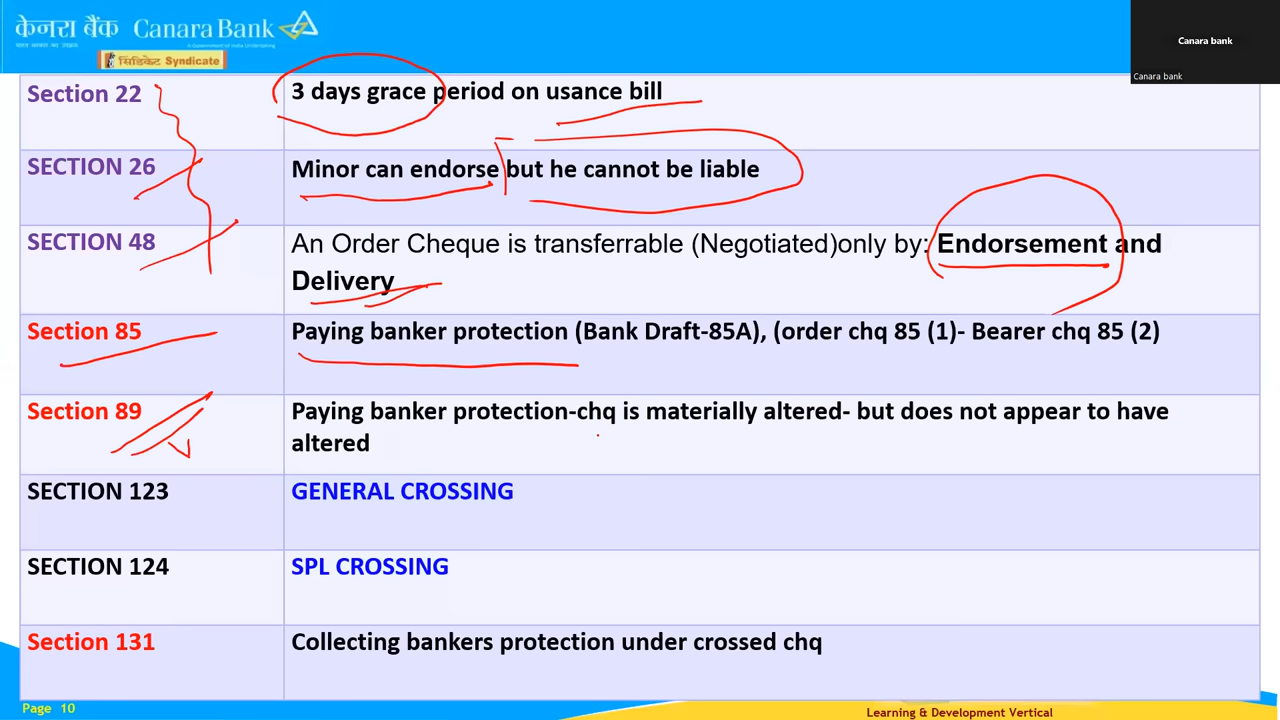 केनरा बैंक Canara Bank
A Government of India Undertaking
सिंडिकेट Syndicate
Canara bank
Canara bank
Section 22 3 days grace period on usance bill
SECTION 26 Minor can endorse but he cannot be liable
SECTION 48 An Order Cheque is transferrable (Negotiated)only by: Endorsement and
Delivery
Section 85 Paying banker protection (Bank Draft-85A), (order chq 85 (1)- Bearer chq 85 (2)
Section 89 Paying banker protection-chq is materially altered- but does not appear to have
altered
SECTION 123 GENERAL CROSSING
SECTION 124 SPL CROSSING
Section 131 Collecting bankers protection under crossed chq
Page 10
Learning & Development Vertical